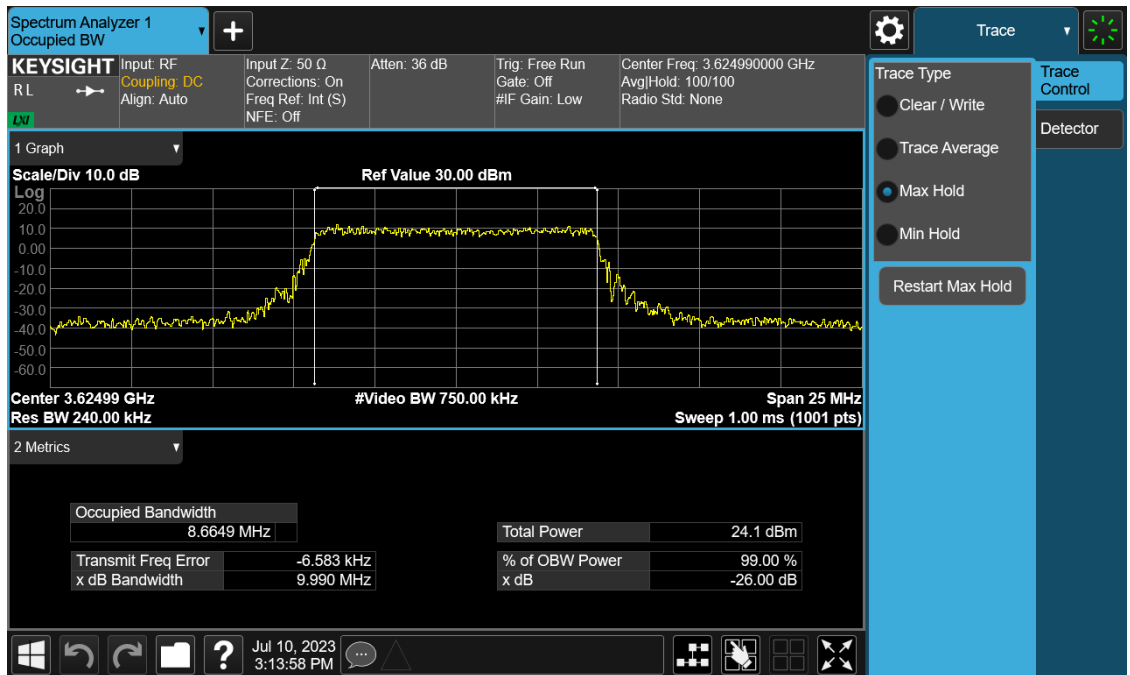 Spectrum Analyzer 1
Occupied BW
+
Trace
KEYSIGHT
R L
LXI
Input: RF
Coupling: DC
Align: Auto
Input Z: 50 Ω
Corrections: On
Freq Ref: Int (S)
NFE: Off
Atten: 36 dB
Trig: Free Run
Gate: Off
#IF Gain: Low
Center Freq: 3.624990000 GHz
Avg|Hold: 100/100
Radio Std: None
Trace Type
Clear / Write
Trace Average
Max Hold
Min Hold
Restart Max Hold
Trace
Control
Detector
1 Graph
Scale/Div 10.0 dB
Ref Value 30.00 dBm
Log
20.0
10.0
0.00
-10.0
-20.0
-30.0
-40.0
-50.0
-60.0
Center 3.62499 GHz
#Video BW 750.00 kHz
Span 25 MHz
Res BW 240.00 kHz
Sweep 1.00 ms (1001 pts)
2 Metrics
Occupied Bandwidth
8.6649 MHz
Total Power 24.1 dBm
Transmit Freq Error -6.583 kHz
% of OBW Power 99.00 %
x dB Bandwidth 9.990 MHz
x dB -26.00 dB
?
Jul 10, 2023
3:13:58 PM